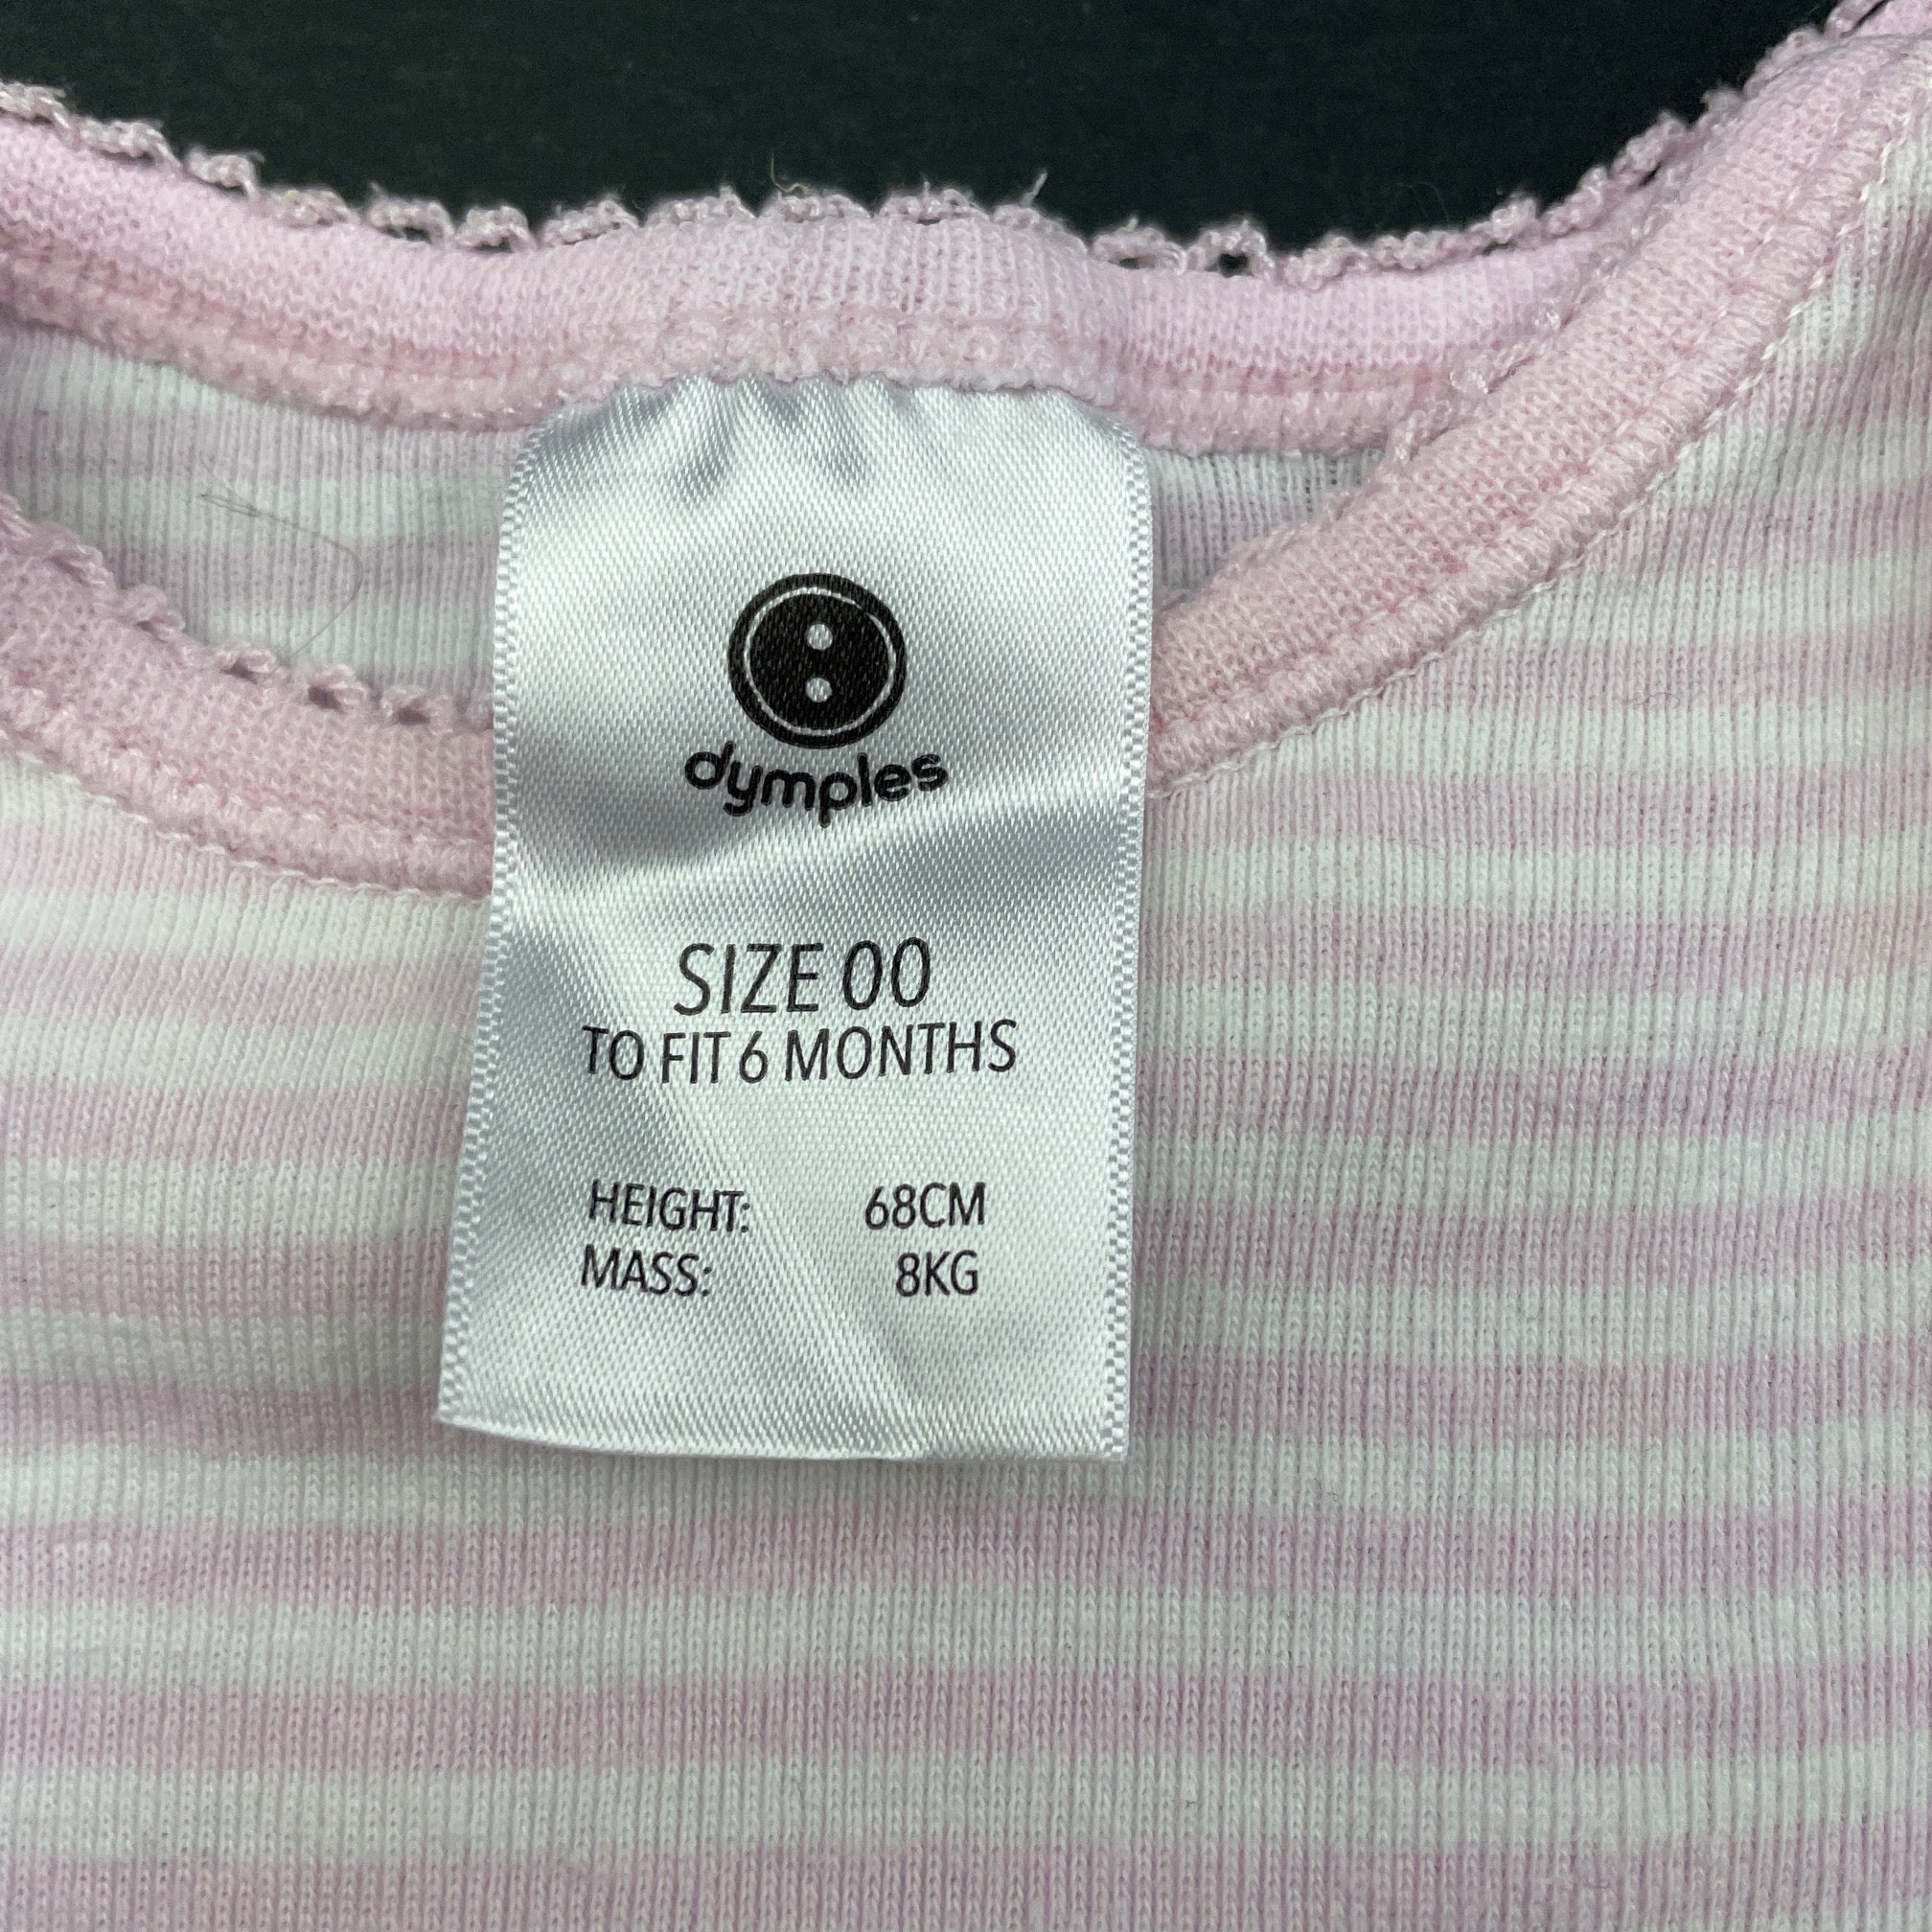 dymples
SIZE 00
TO FIT 6 MONTHS
HEIGHT: 68CM
MASS: 8KG